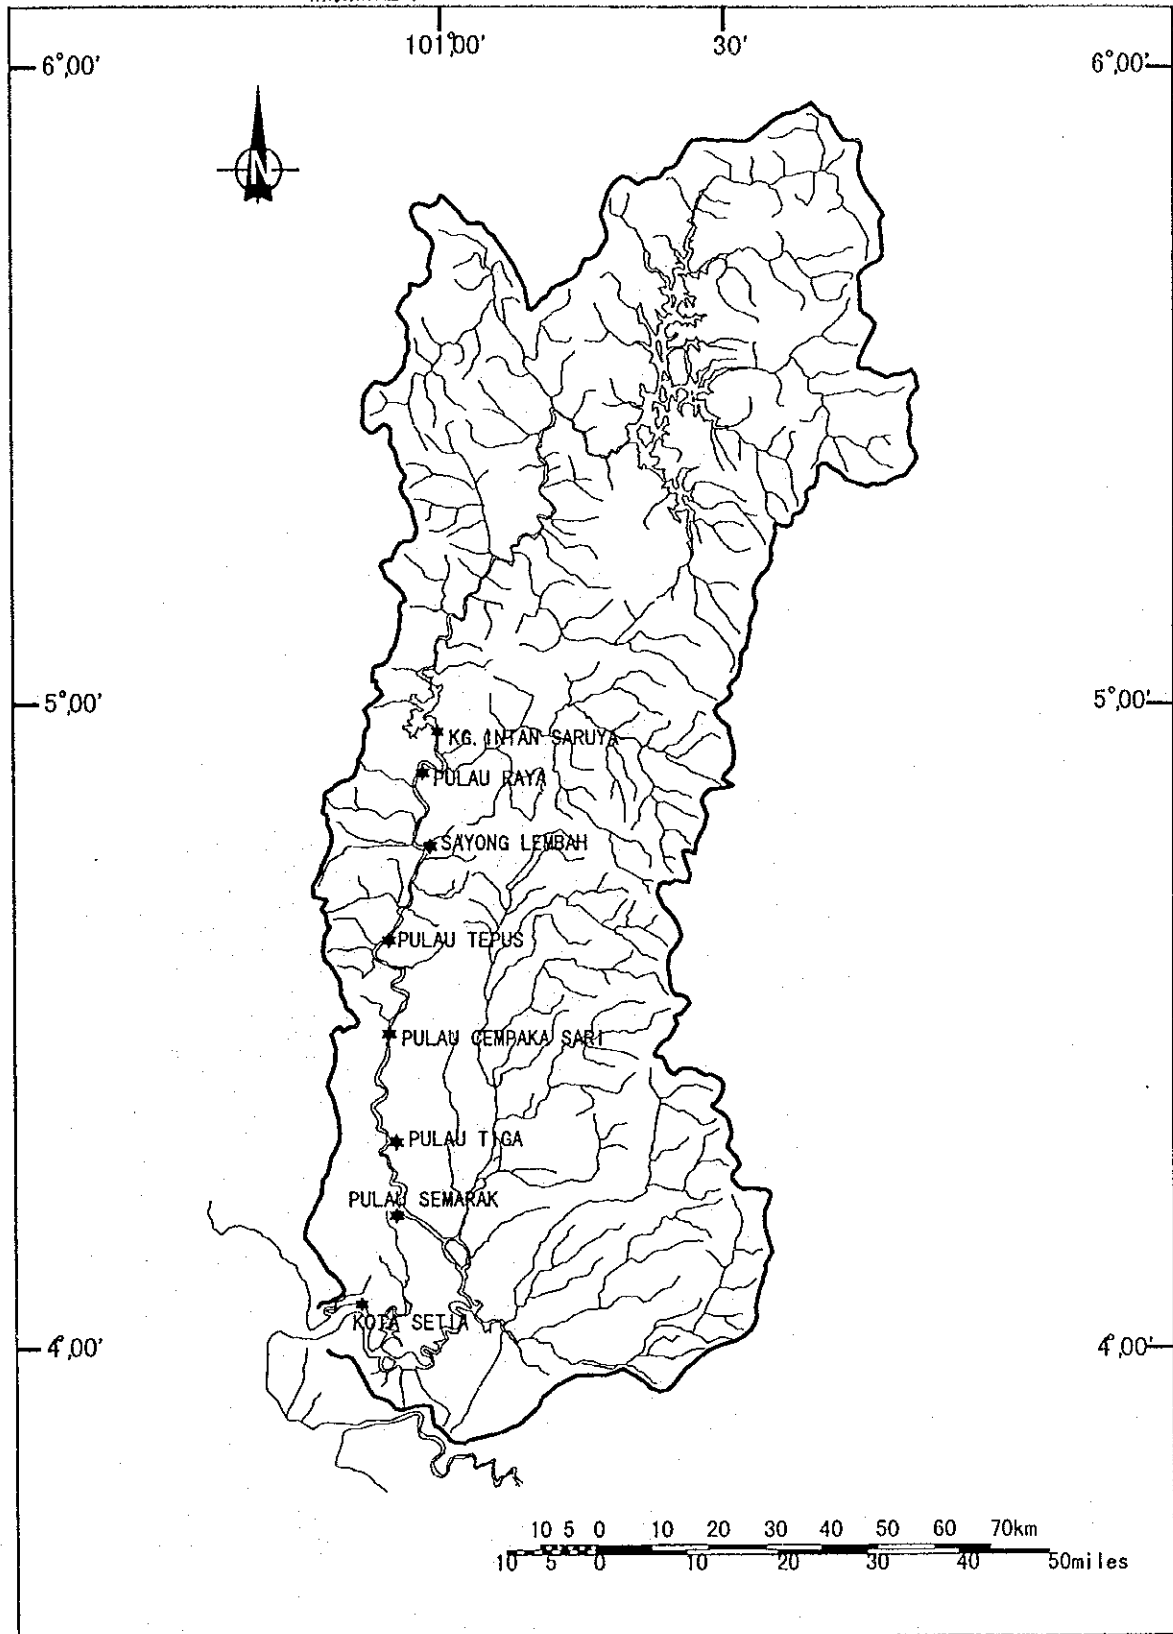 101°00' 30'
6°00' 6°00'
N
5°00' 5°00'
KG. INTAN SARUYA
PULAU RAYA
SAYONG LEMBAH
PULAU TEPUS
PULAU CEMPAKA SARI
PULAU TIGA
PULAU SEMARAK
KOTA SETIA
4°00' 4°00'
10 5 0 10 20 30 40 50 60 70km
10 5 0 10 20 30 40 50miles